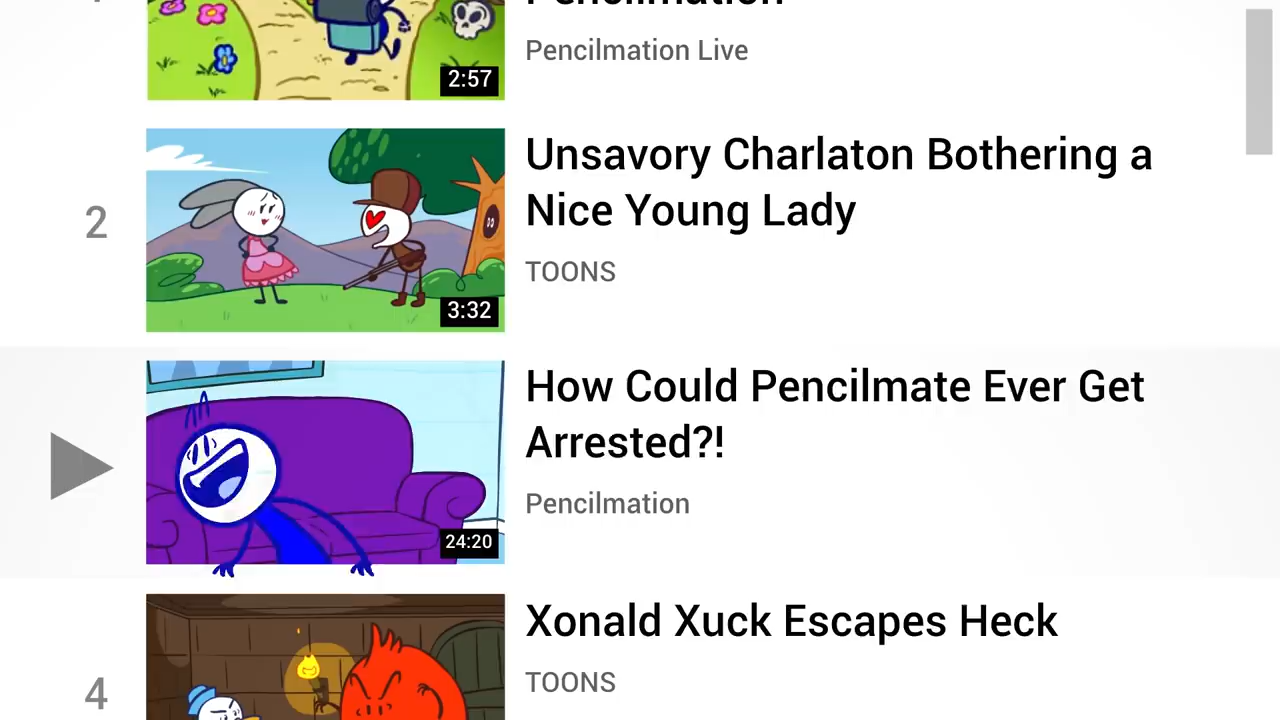 Pencilmation
Pencilmation Live
2:57
Unsavory Charlaton Bothering a
Nice Young Lady
2
TOONS
3:32
How Could Pencilmate Ever Get
Arrested?!
Pencilmation
24:20
Xonald Xuck Escapes Heck
TOONS
4